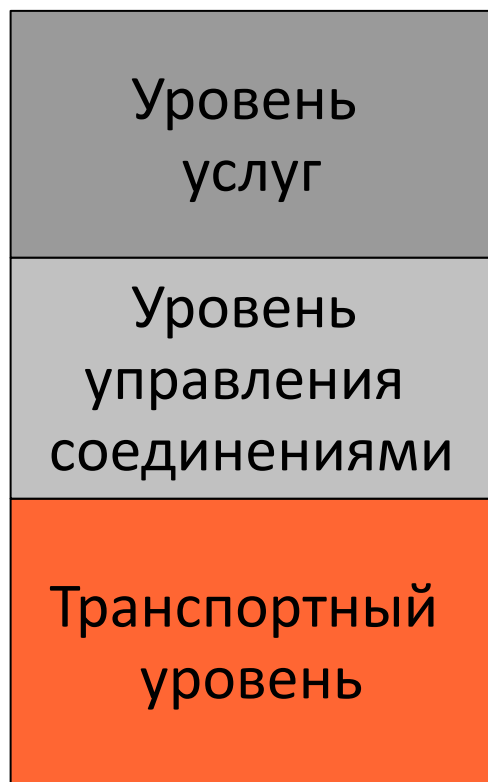 Уровень
услуг
Уровень
управления
соединениями
Транспортный
уровень